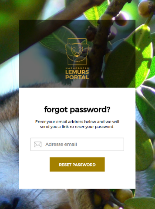 LEMURS
PORTAL
forgot password?
Enter your email address below and we will
send you a link to reset your password.
Address email
RESET PASSWORD